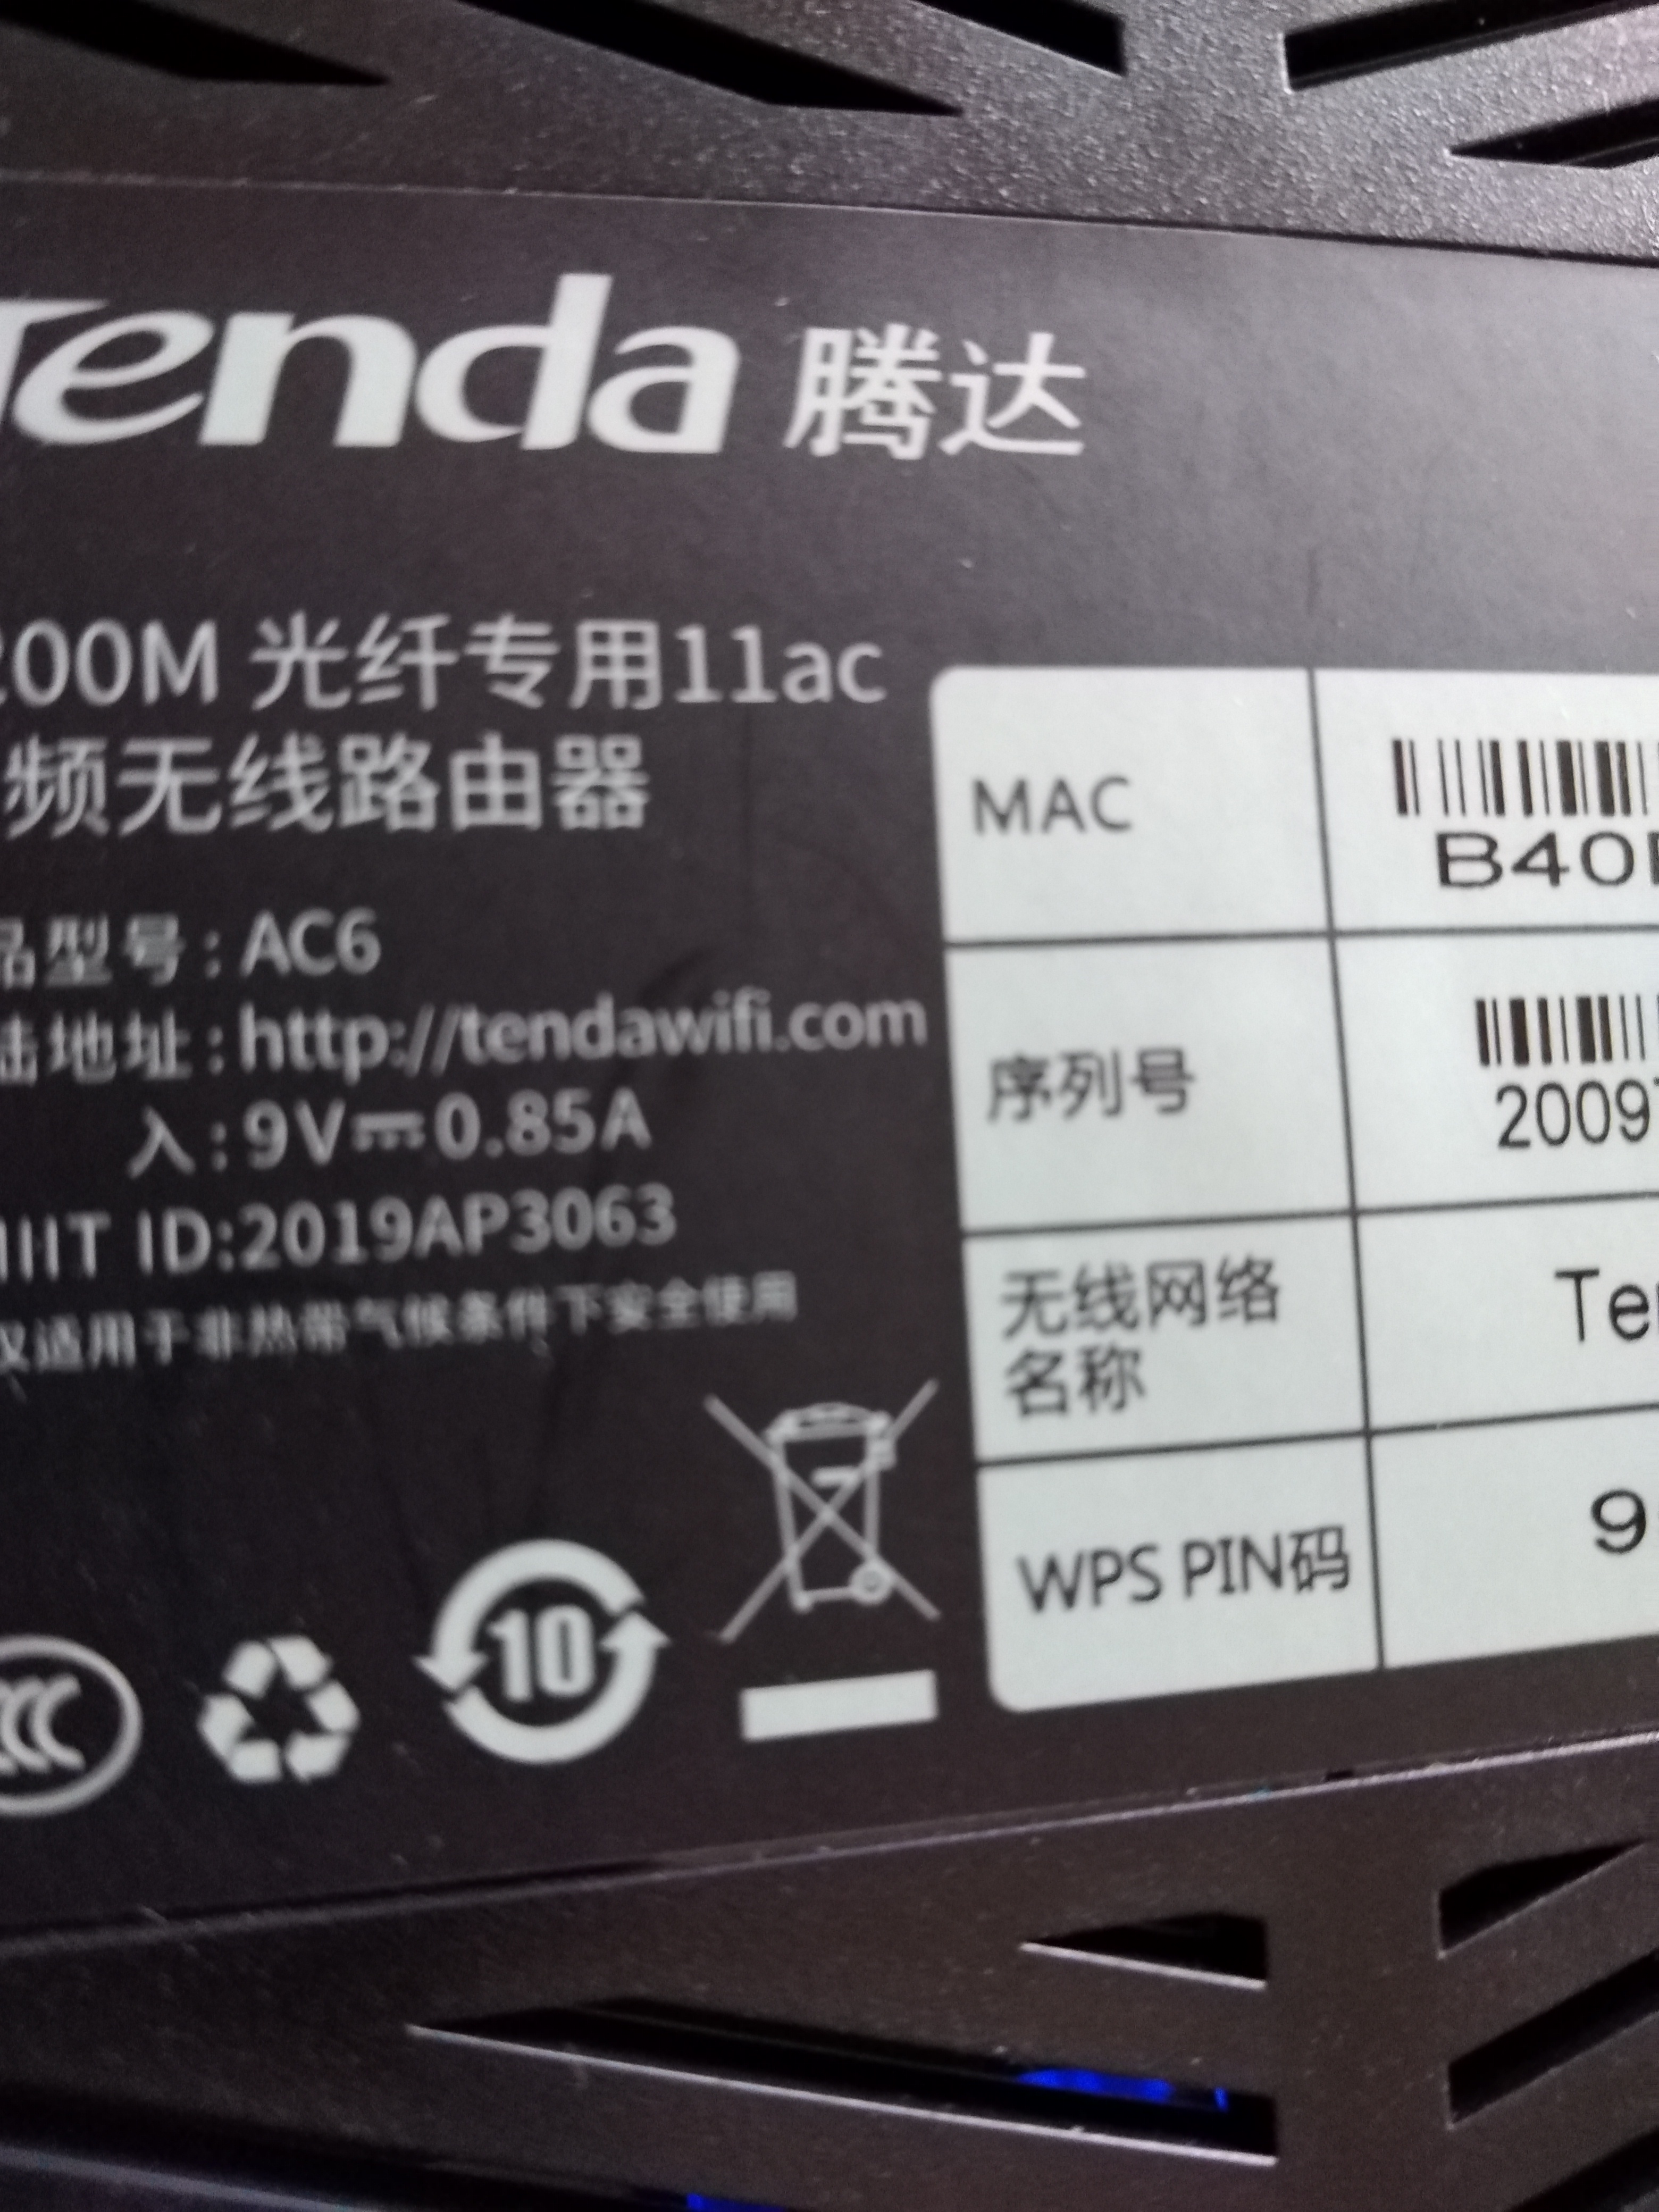 Tenda 腾达
200M 光纤专用11ac
频无线路由器
品型号: AC6
陆地址: http://tendawifi.com
入: 9V⎓0.85A
MIIT ID:2019AP3063
仅适用于非热带气候条件下安全使用
MAC
B40
序列号
2009
无线网络
名称
Te
WPS PIN码
9
10